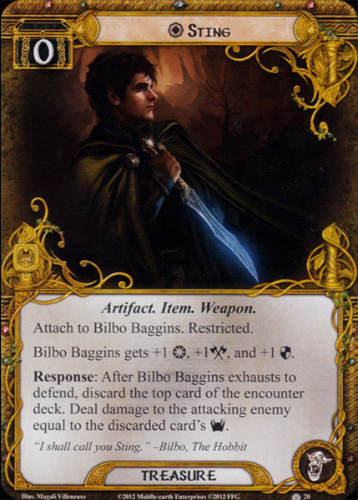 0
Sting
Artifact. Item. Weapon.
Attach to Bilbo Baggins. Restricted.
Bilbo Baggins gets +1 , +1 , and +1 .
Response: After Bilbo Baggins exhausts to
defend, discard the top card of the encounter
deck. Deal damage to the attacking enemy
equal to the discarded card's .
“I shall call you Sting.” –Bilbo, The Hobbit
TREASURE
Illus. Magali Villeneuve ©2012 Middle-earth Enterprises ©2012 FFG 20